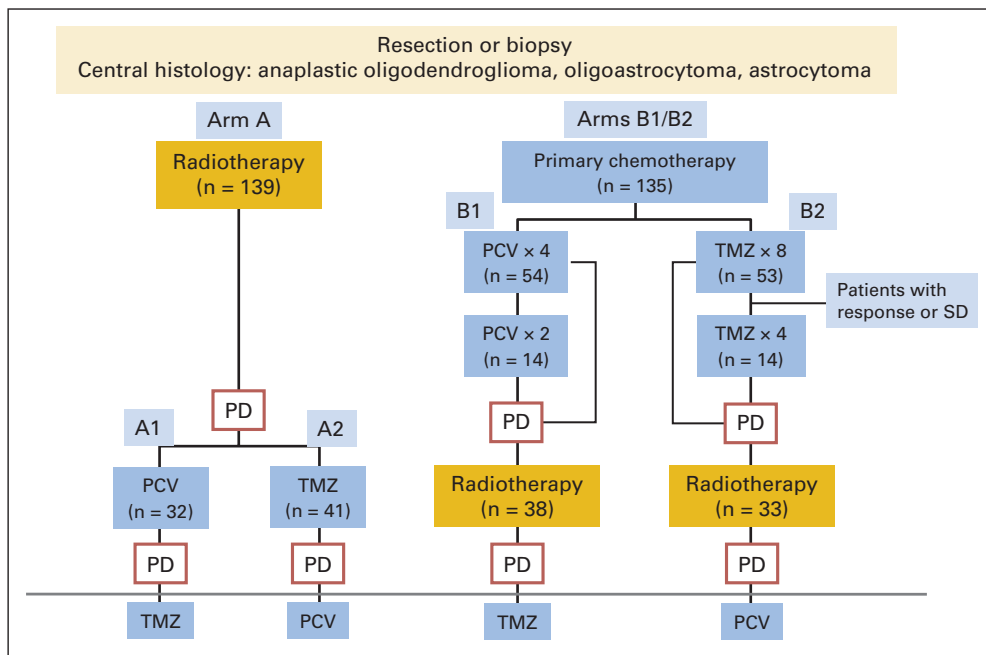 Resection or biopsy
Central histology: anaplastic oligodendroglioma, oligoastrocytoma, astrocytoma
Arm A
Radiotherapy
(n = 139)
PD
A1
A2
PCV
(n = 32)
TMZ
(n = 41)
PD
PD
TMZ
PCV
Arms B1/B2
Primary chemotherapy
(n = 135)
B1
B2
PCV × 4
(n = 54)
TMZ × 8
(n = 53)
Patients with
response or SD
PCV × 2
(n = 14)
TMZ × 4
(n = 14)
PD
PD
Radiotherapy
(n = 38)
Radiotherapy
(n = 33)
PD
PD
TMZ
PCV